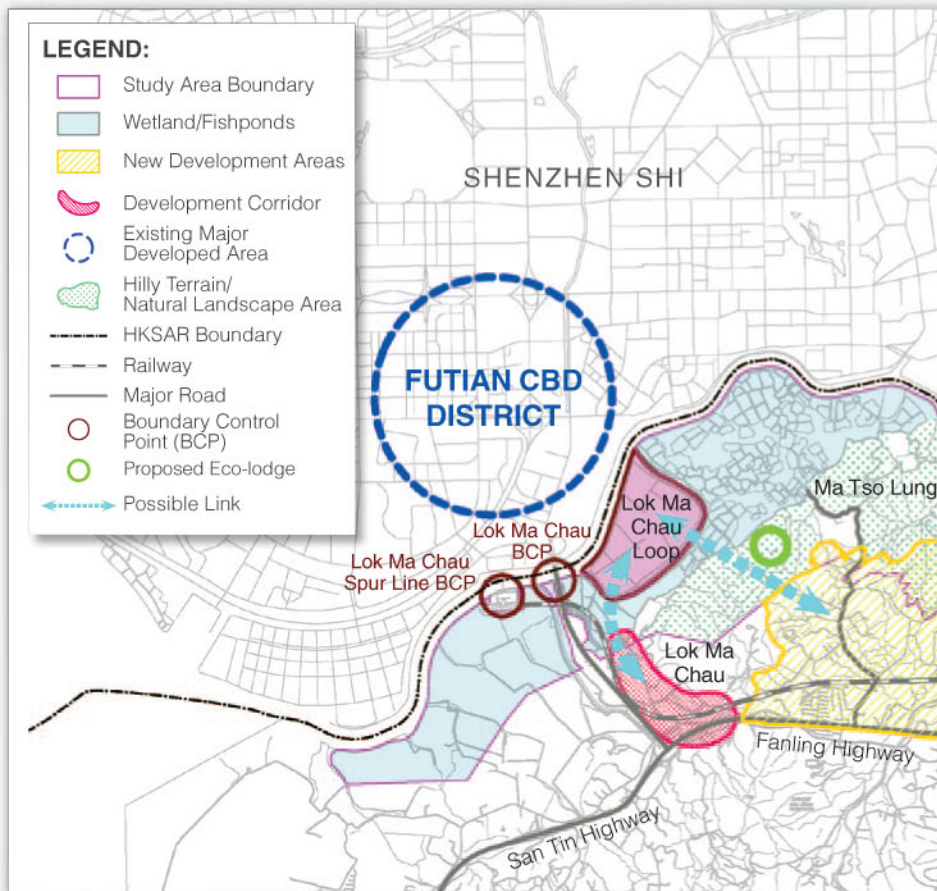 LEGEND:
Study Area Boundary
Wetland/Fishponds
New Development Areas
Development Corridor
Existing Major
Developed Area
Hilly Terrain/
Natural Landscape Area
HKSAR Boundary
Railway
Major Road
Boundary Control
Point (BCP)
Proposed Eco-lodge
Possible Link
SHENZHEN SHI
FUTIAN CBD
DISTRICT
Lok Ma
Chau
Loop
Ma Tso Lung
Lok Ma Chau
BCP
Lok Ma Chau
Spur Line BCP
Lok Ma
Chau
Fanling Highway
San Tin Highway